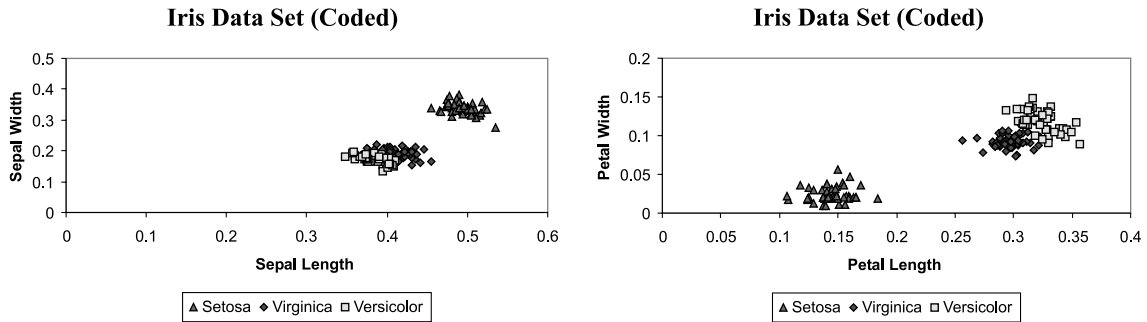 Iris Data Set (Coded)
Sepal Width
0.5
0.4
0.3
0.2
0.1
0
0 0.1 0.2 0.3 0.4 0.5 0.6
Sepal Length
Setosa Virginica Versicolor
Iris Data Set (Coded)
Petal Width
0.2
0.15
0.1
0.05
0
0 0.05 0.1 0.15 0.2 0.25 0.3 0.35 0.4
Petal Length
Setosa Virginica Versicolor